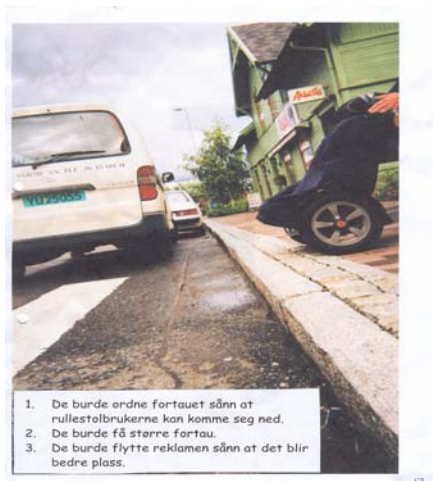 1. De burde ordne fortauet sånn at
rullestolbrukerne kan komme seg ned.
2. De burde få større fortau.
3. De burde flytte reklamen sånn at det blir
bedre plass.